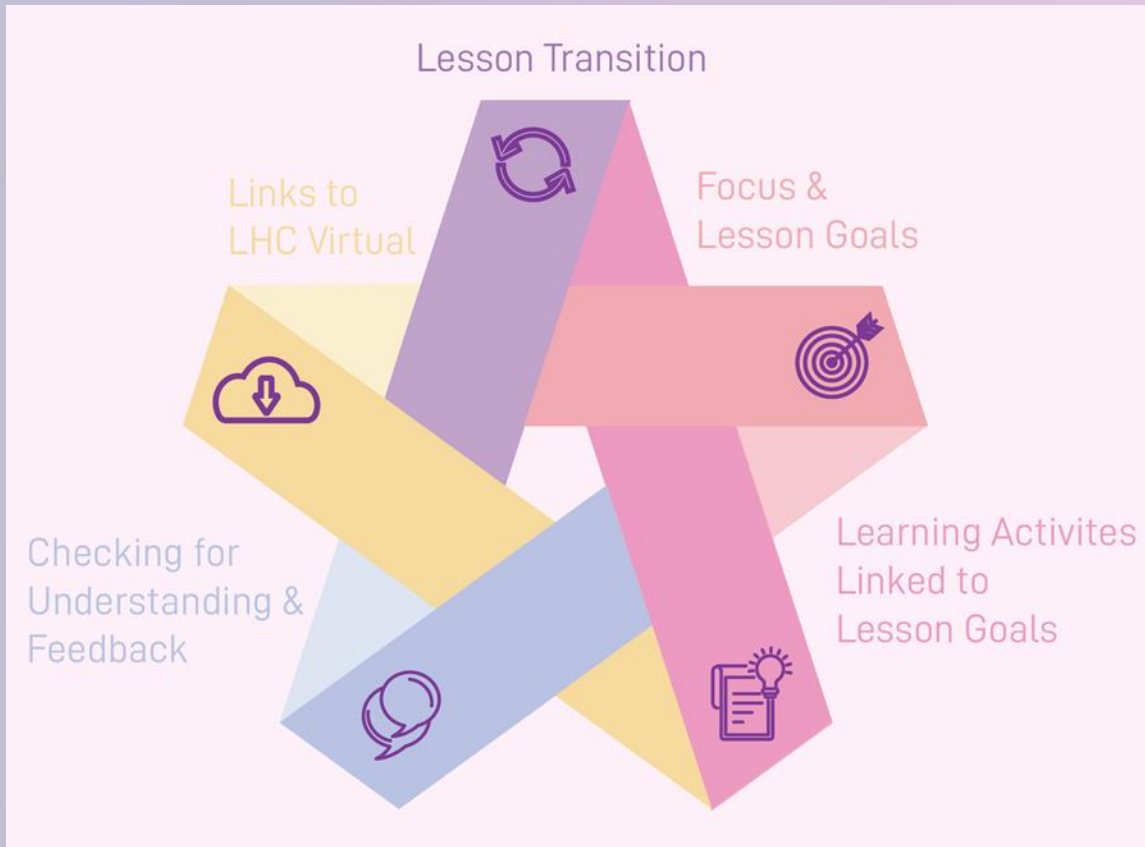 Lesson Transition
Focus &
Lesson Goals
Learning Activites
Linked to
Lesson Goals
Checking for
Understanding &
Feedback
Links to
LHC Virtual